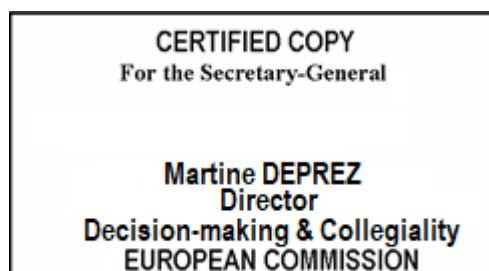 CERTIFIED COPY
For the Secretary-General
Martine DEPREZ
Director
Decision-making & Collegiality
EUROPEAN COMMISSION